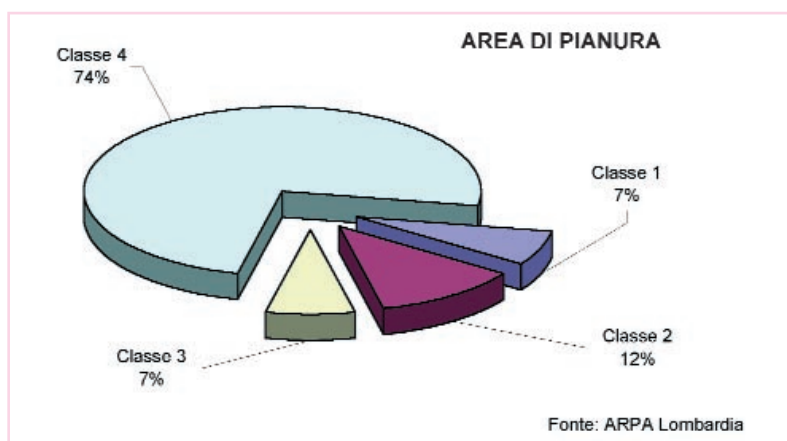 AREA DI PIANURA
Classe 4
74%
Classe 1
7%
Classe 2
12%
Classe 3
7%
Fonte: ARPA Lombardia